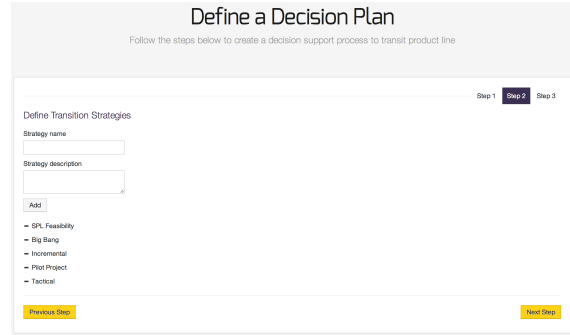 Define a Decision Plan
Follow the steps below to create a decision support process to transit product line
Step 1 Step 2 Step 3
Define Transition Strategies
Strategy name
Strategy description
Add
SPL Feasibility
Big Bang
Incremental
Pilot Project
Tactical
Previous Step Next Step